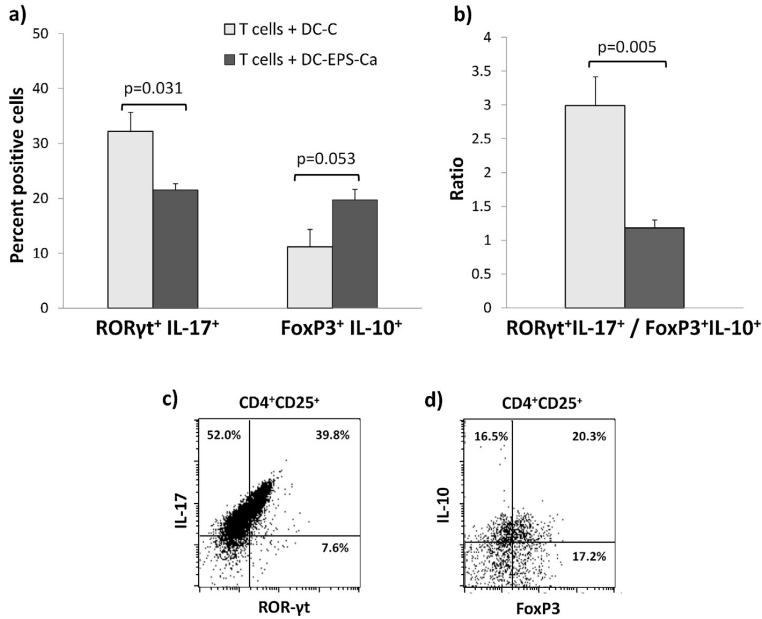 a)
T cells + DC-C
T cells + DC-EPS-Ca
Percent positive cells
50
40
30
20
10
0
p=0.031
p=0.053
RORγt⁺ IL-17⁺
FoxP3⁺ IL-10⁺
b)
Ratio
4
3.5
3
2.5
2
1.5
1
0.5
0
p=0.005
RORγt⁺IL-17⁺ / FoxP3⁺IL-10⁺
c)
CD4⁺CD25⁺
52.0%
39.8%
7.6%
IL-17
ROR-γt
d)
CD4⁺CD25⁺
16.5%
20.3%
17.2%
IL-10
FoxP3